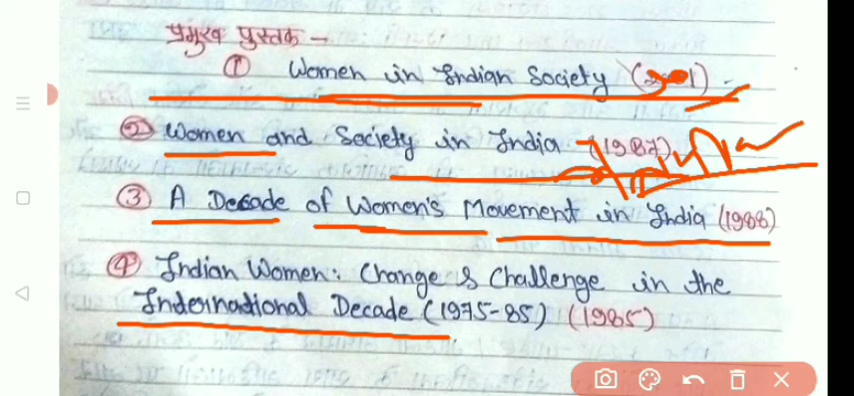 प्रमुख पुस्तक -
① Women in Indian Society
② Women and Society in India - (1987)
③ A Decade of Women's Movement in India (1988)
④ Indian Women: Change & Challenge in the
International Decade (1975-85) (1985)